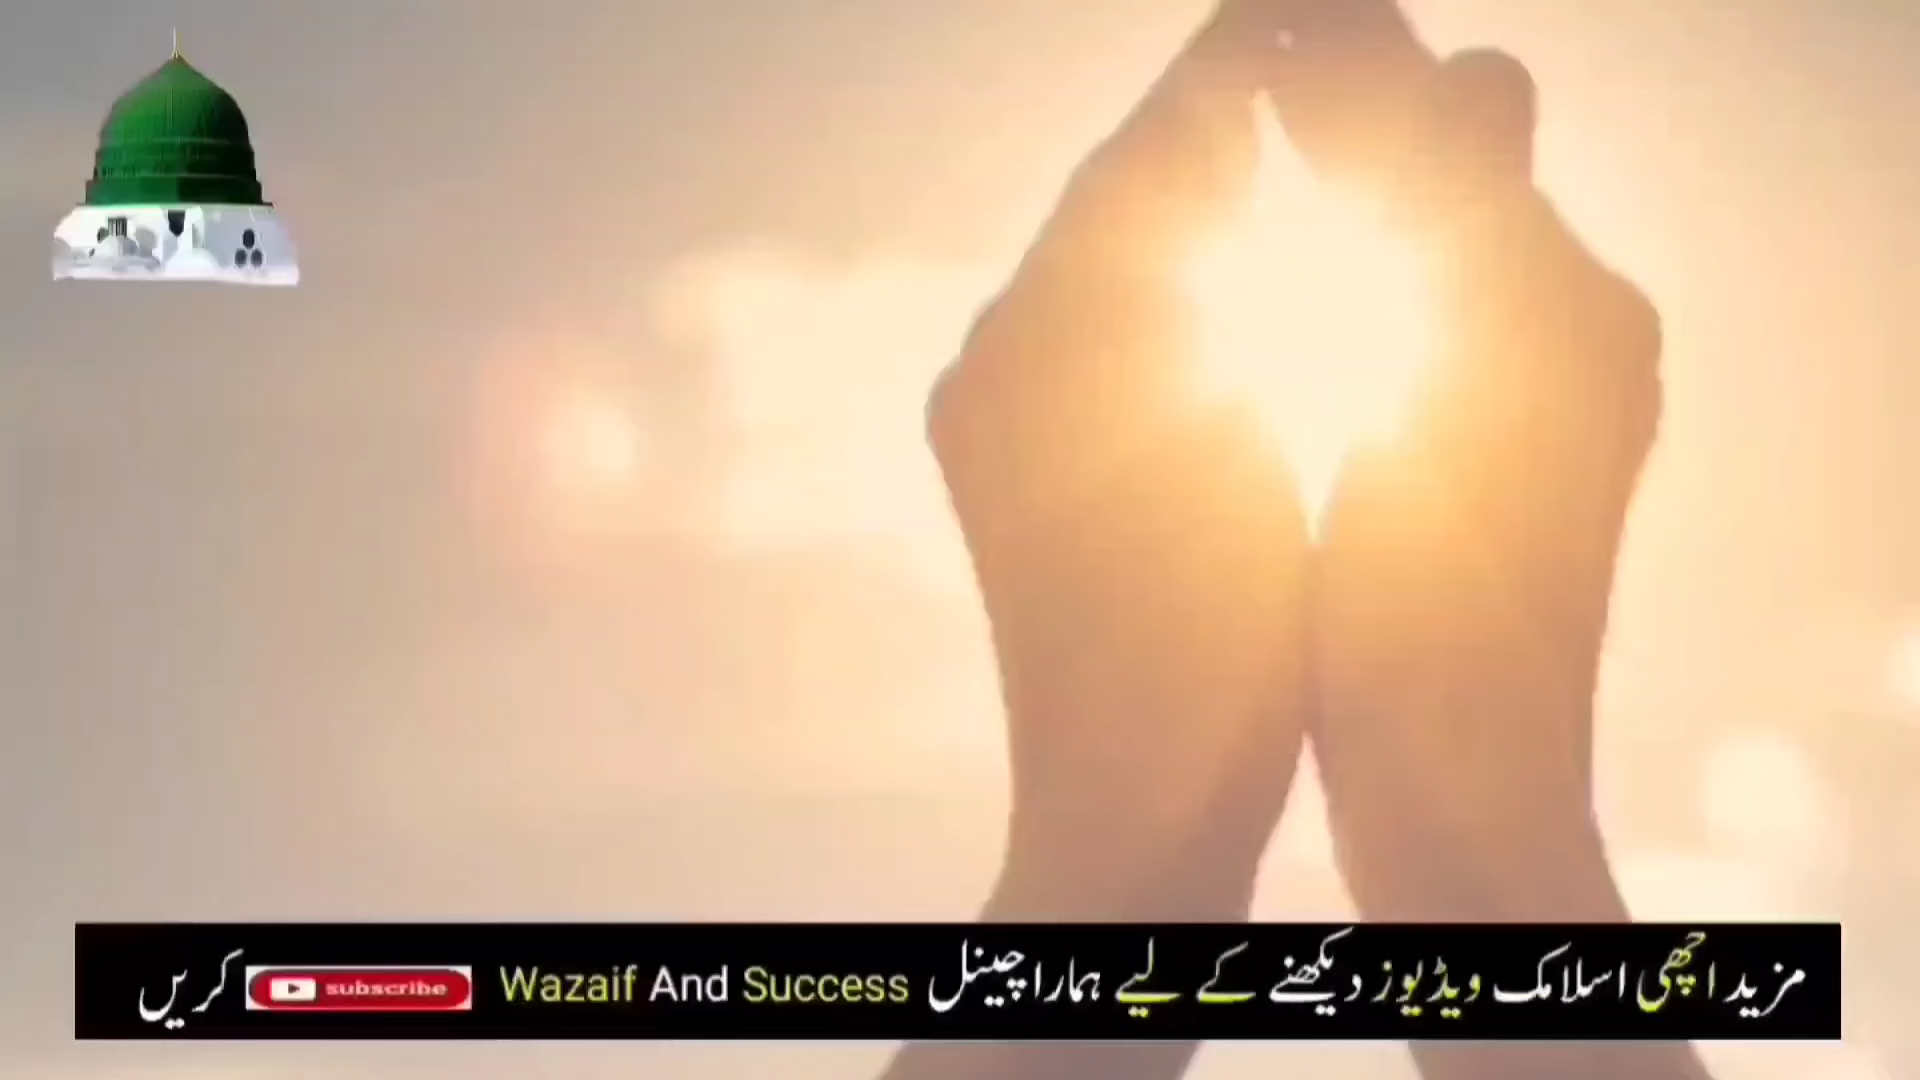 مزید اچھی اسلامک ویڈیوز دیکھنے کے لیے ہمارا چینل Wazaif And Success subscribe کریں